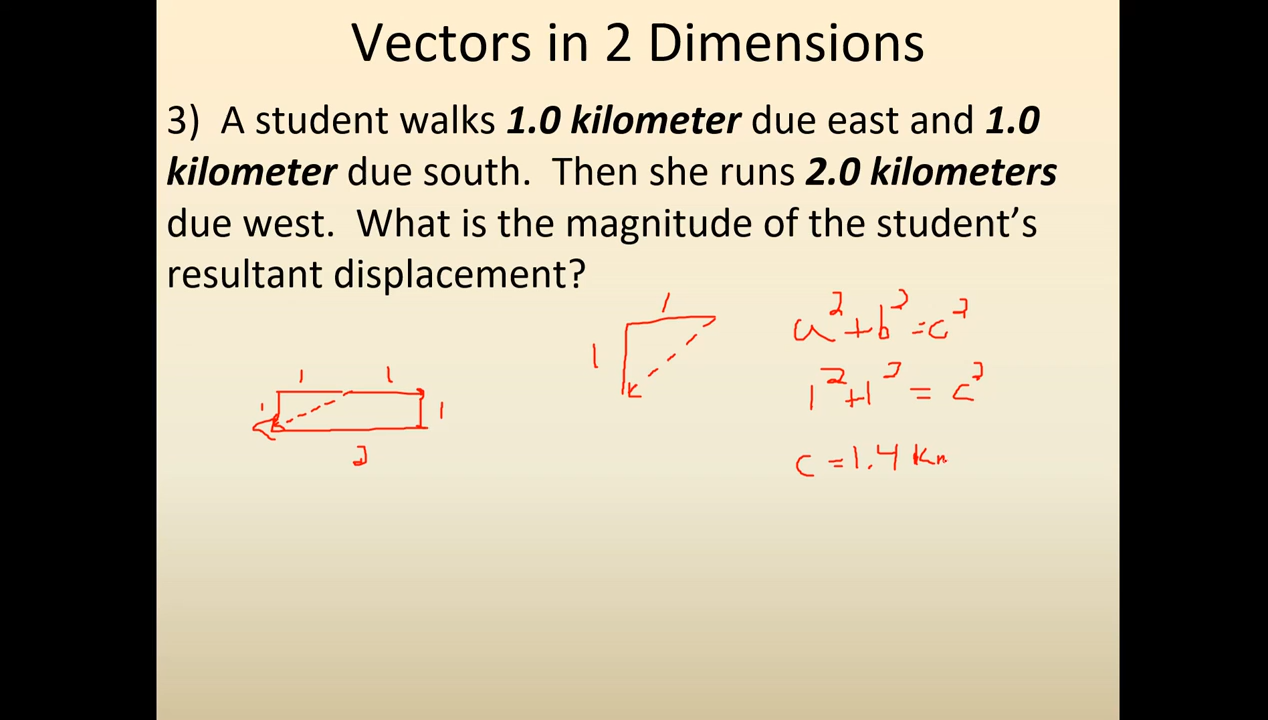 Vectors in 2 Dimensions
3) A student walks 1.0 kilometer due east and 1.0
kilometer due south. Then she runs 2.0 kilometers
due west. What is the magnitude of the student’s
resultant displacement?
1
1
a² + b² = c²
1 1
1² + 1² = c²
1 1
2
c = 1.4 Km